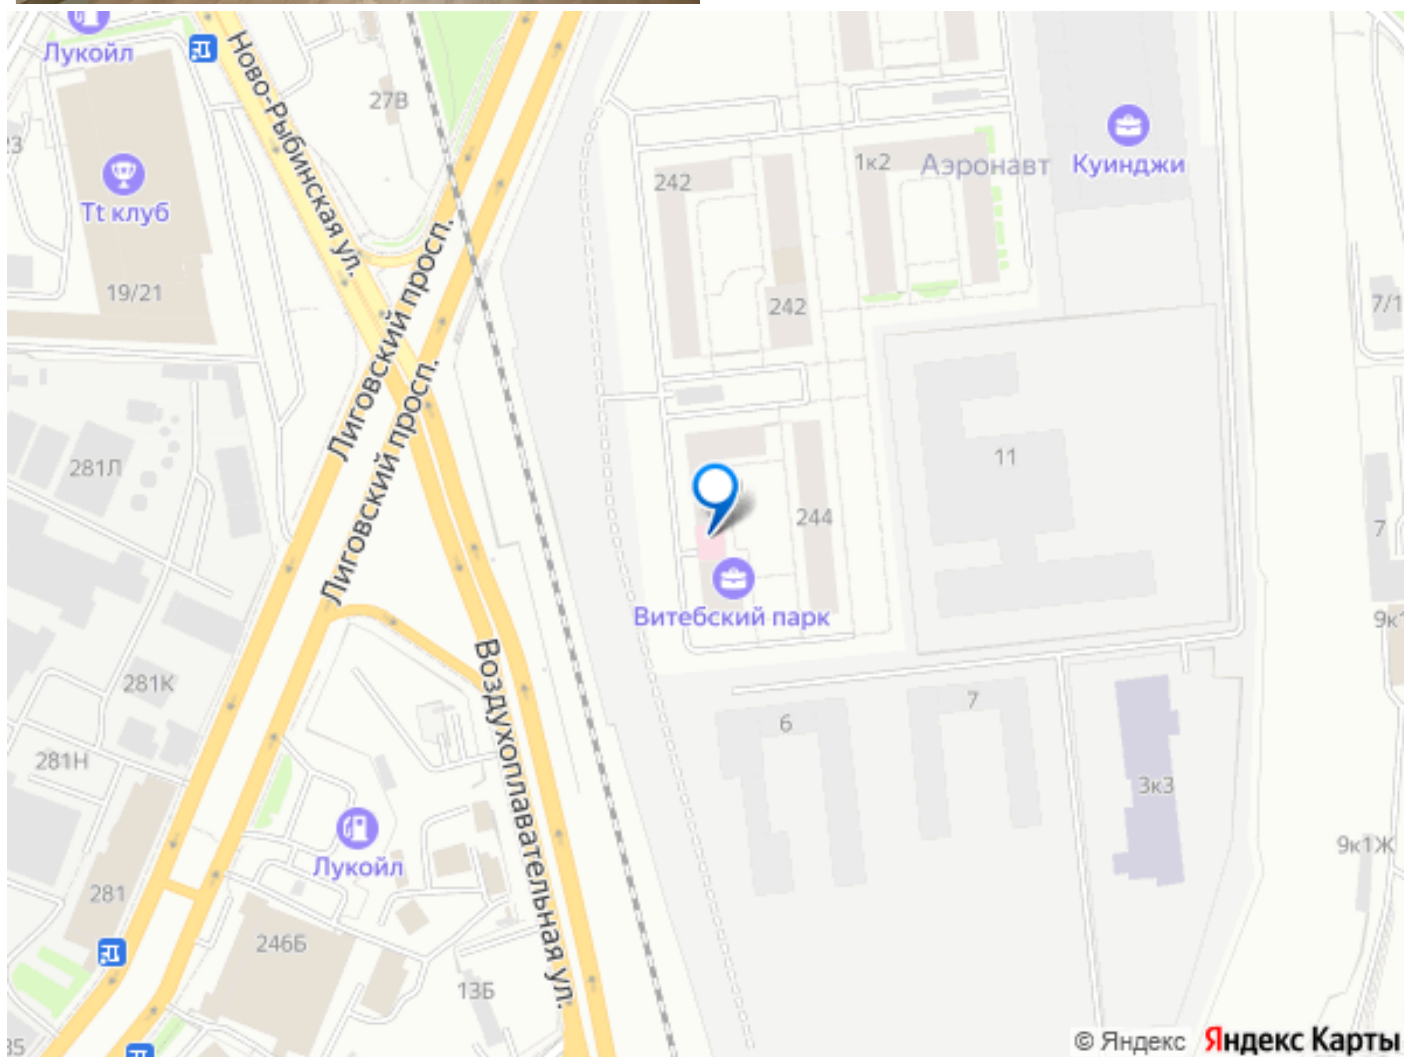 Лукойл
Ново-Рыбинская ул.
27В
23
Tt клуб
19/21
242
1к2
Аэронавт
Куинджи
242
7/1
Лиговский просп.
Лиговский просп.
281Л
11
244
7
Витебский парк
9к1
281К
Воздухоплавательная ул.
6
7
281Н
3к3
Лукойл
9к1Ж
281
246Б
13Б
© Яндекс Яндекс Карты